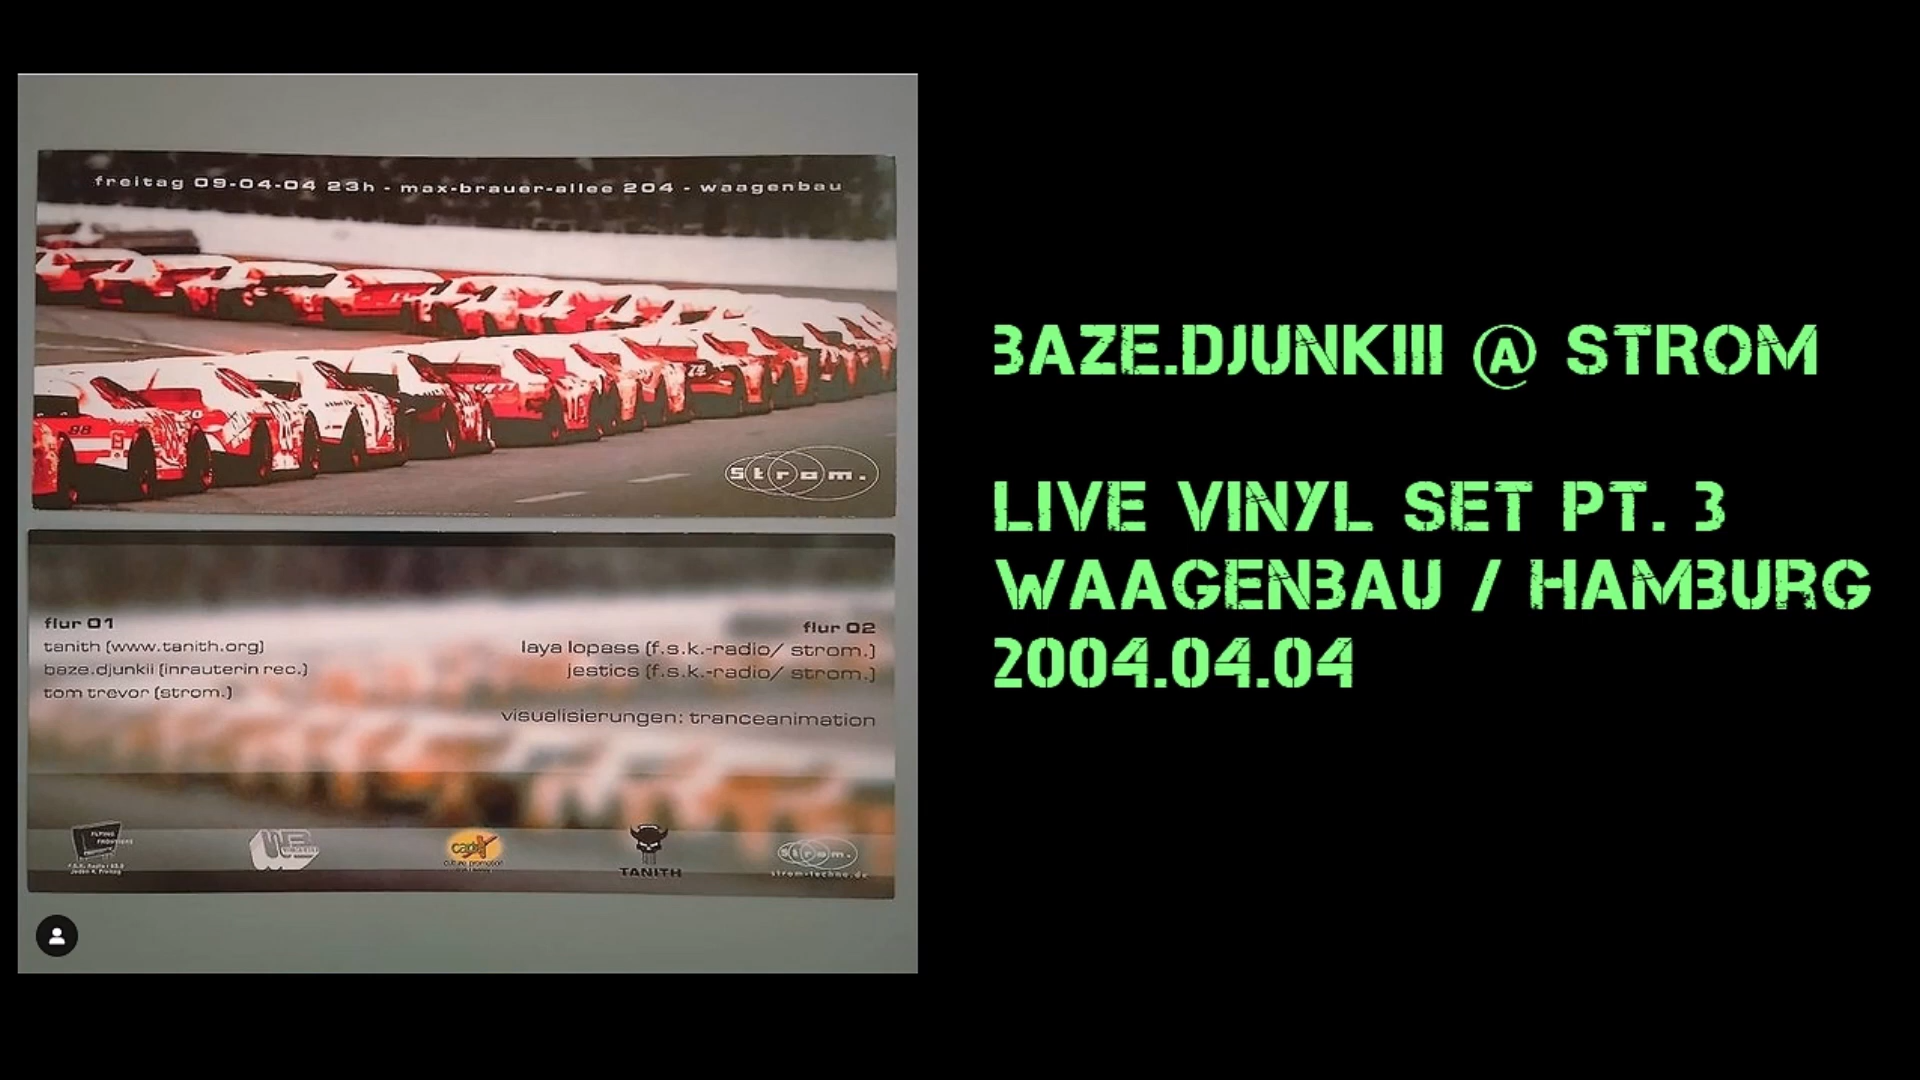 freitag 09-04-04 23h - max-brauer-allee 204 - waagenbau
98
20
strom.
flur 01
tanith (www.tanith.org)
baze.djunkii (inrauterin rec.)
tom trevor (strom.)
flur 02
laya lopass (f.s.k.-radio/ strom.)
jestics (f.s.k.-radio/ strom.)
visualisierungen: tranceanimation
TANITH
strom.
strom-techno.de
BAZE.DJUNKIII @ STROM
LIVE VINYL SET PT. 3
WAAGENBAU / HAMBURG
2004.04.04